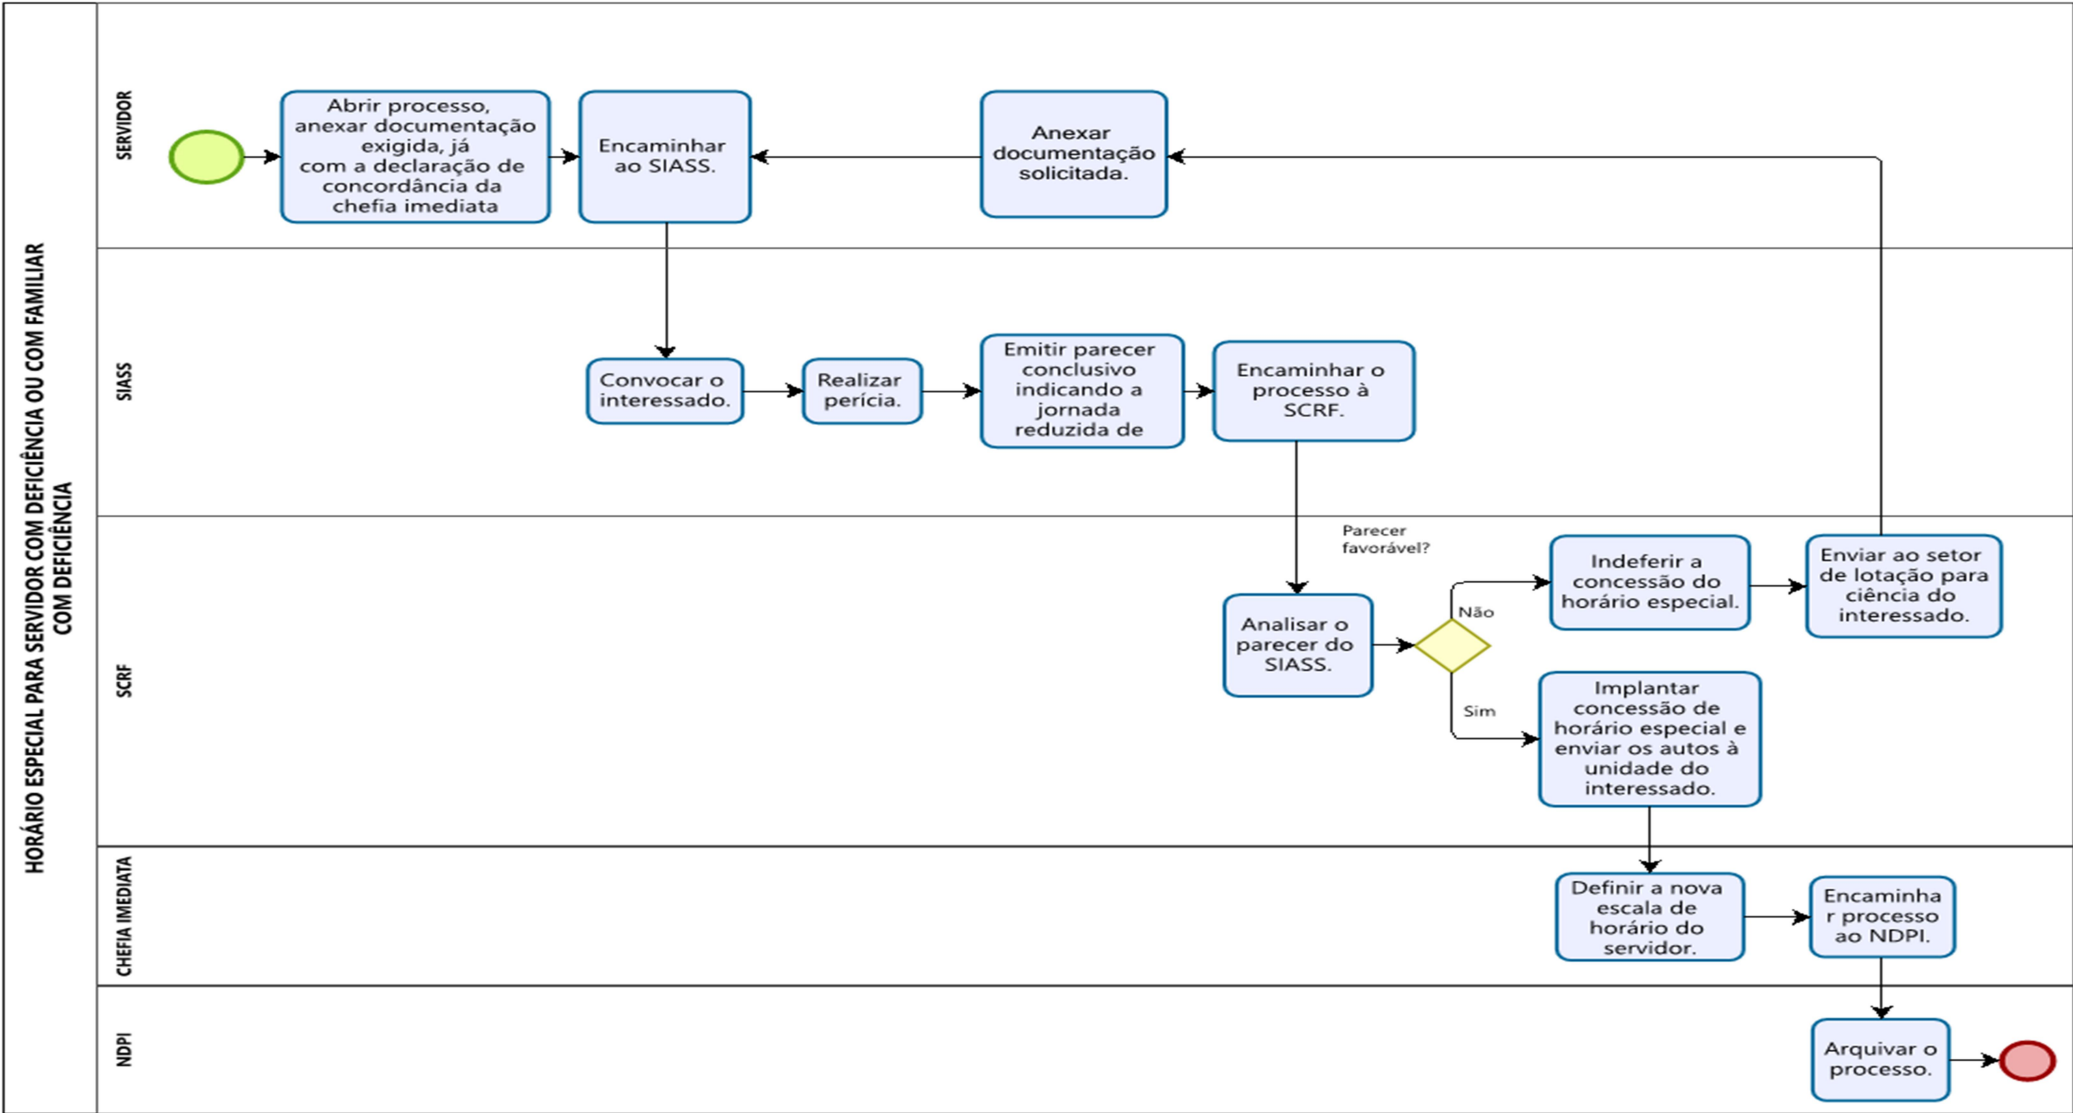 HORÁRIO ESPECIAL PARA SERVIDOR COM DEFICIÊNCIA OU COM FAMILIAR
COM DEFICIÊNCIA
SERVIDOR
Abrir processo,
anexar documentação
exigida, já
com a declaração de
concordância da
chefia imediata
Encaminhar
ao SIASS.
Anexar
documentação
solicitada.
SIASS
Convocar o
interessado.
Realizar
perícia.
Emitir parecer
conclusivo
indicando a
jornada
reduzida de
Encaminhar o
processo à
SCRF.
SCRF
Analisar o
parecer do
SIASS.
Parecer
favorável?
Não
Indeferir a
concessão do
horário especial.
Enviar ao setor
de lotação para
ciência do
interessado.
Sim
Implantar
concessão de
horário especial e
enviar os autos à
unidade do
interessado.
CHEFIA IMEDIATA
Definir a nova
escala de
horário do
servidor.
Encaminha
r processo
ao NDPI.
NDPI
Arquivar o
processo.